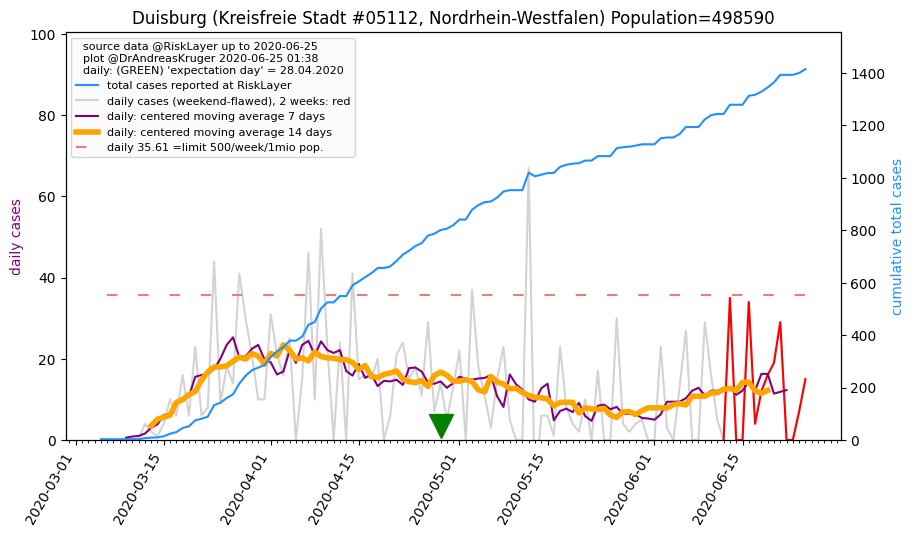 Duisburg (Kreisfreie Stadt #05112, Nordrhein-Westfalen) Population=498590
source data @RiskLayer up to 2020-06-25
plot @DrAndreasKruger 2020-06-25 01:38
daily: (GREEN) 'expectation day' = 28.04.2020
total cases reported at RiskLayer
daily cases (weekend-flawed), 2 weeks: red
daily: centered moving average 7 days
daily: centered moving average 14 days
daily 35.61 =limit 500/week/1mio pop.
daily cases
100
80
60
40
20
0
cumulative total cases
1400
1200
1000
800
600
400
200
0
2020-03-01
2020-03-15
2020-04-01
2020-04-15
2020-05-01
2020-05-15
2020-06-01
2020-06-15